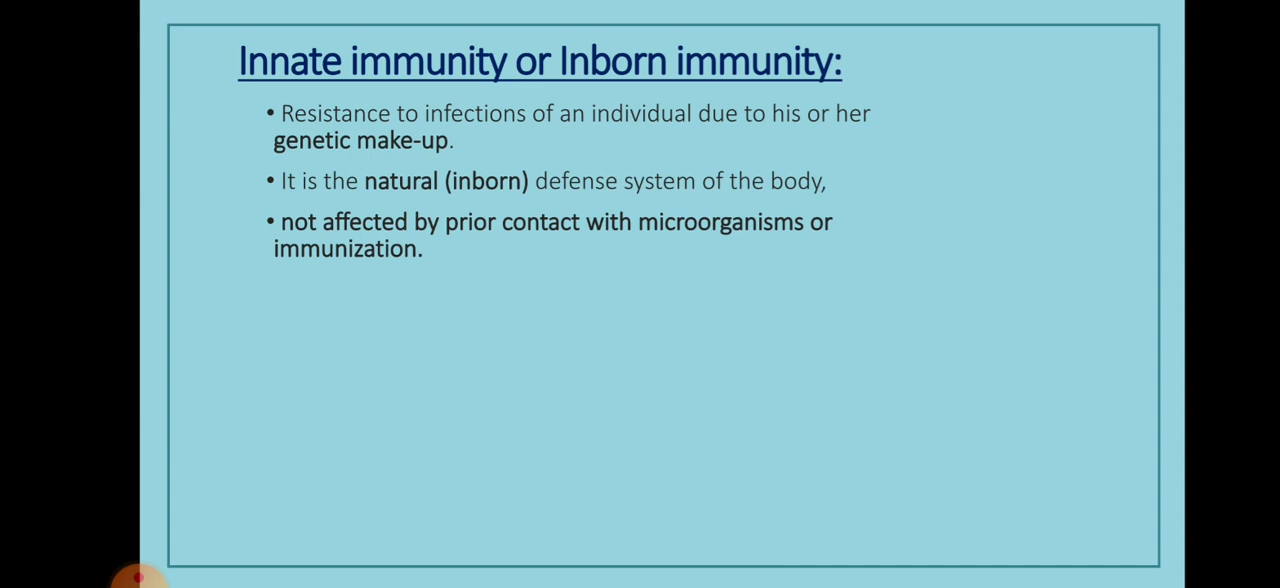 Innate immunity or Inborn immunity:
• Resistance to infections of an individual due to his or her
genetic make-up.
• It is the natural (inborn) defense system of the body,
• not affected by prior contact with microorganisms or
immunization.